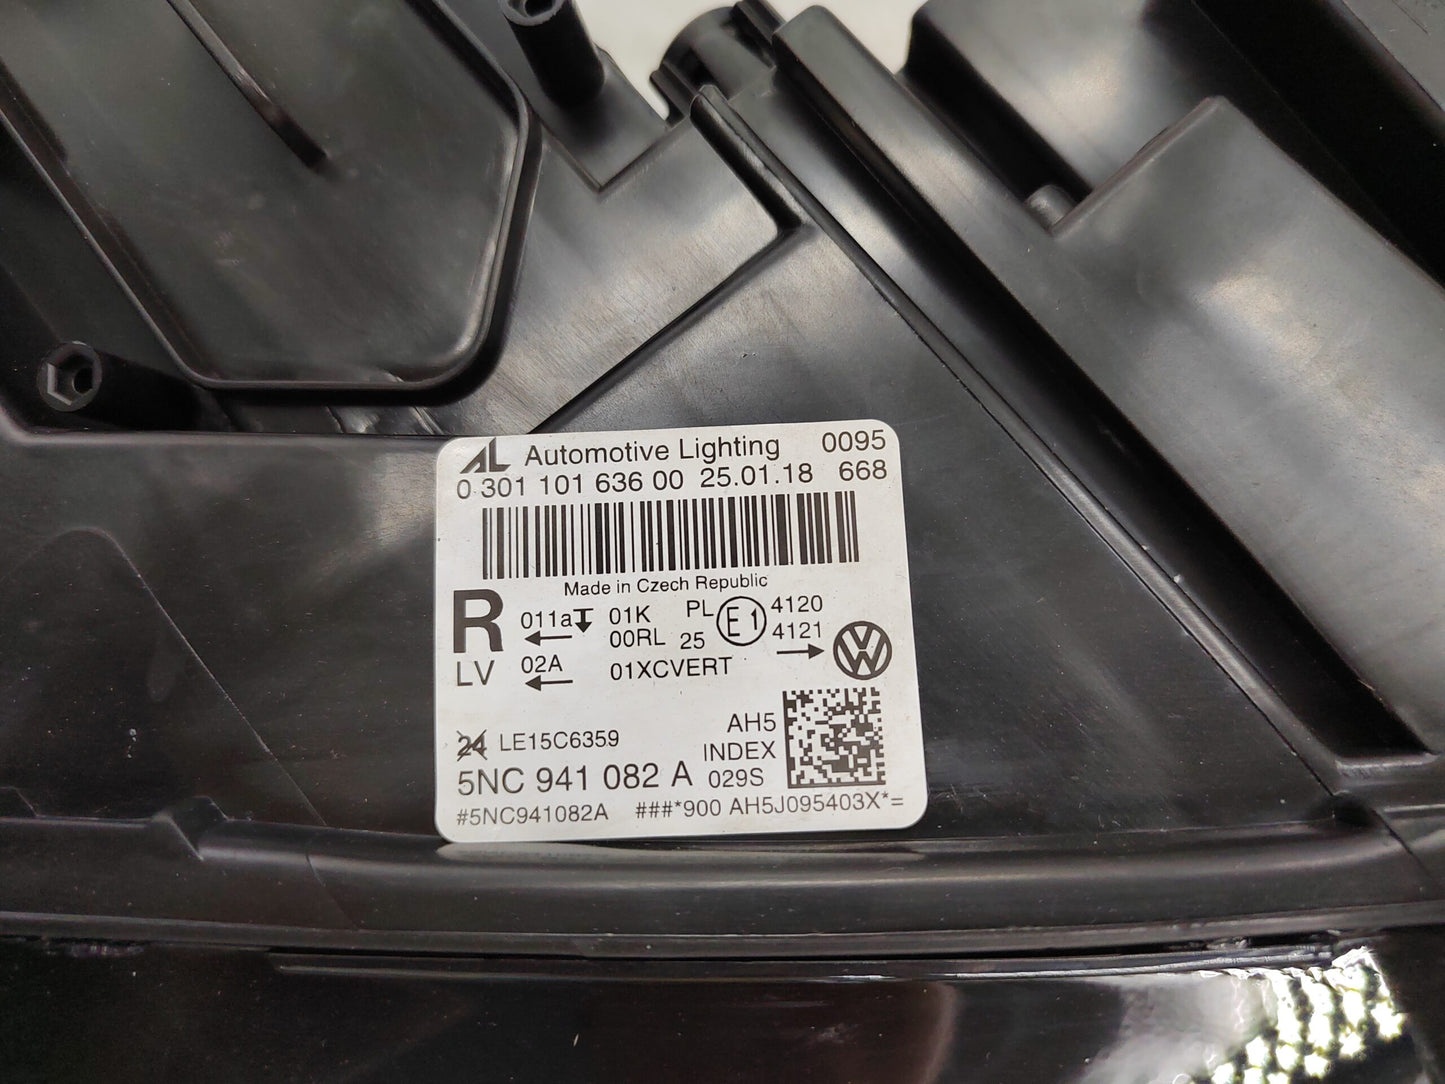 AL Automotive Lighting 0095
0 301 101 636 00 25.01.18 668
Made in Czech Republic
R 011a 01K PL E1 4120
00RL 25 4121
LV 02A 01XCVERT VW
AH5
24 LE15C6359 INDEX
5NC 941 082 A 029S
#5NC941082A ###*900 AH5J095403X*=